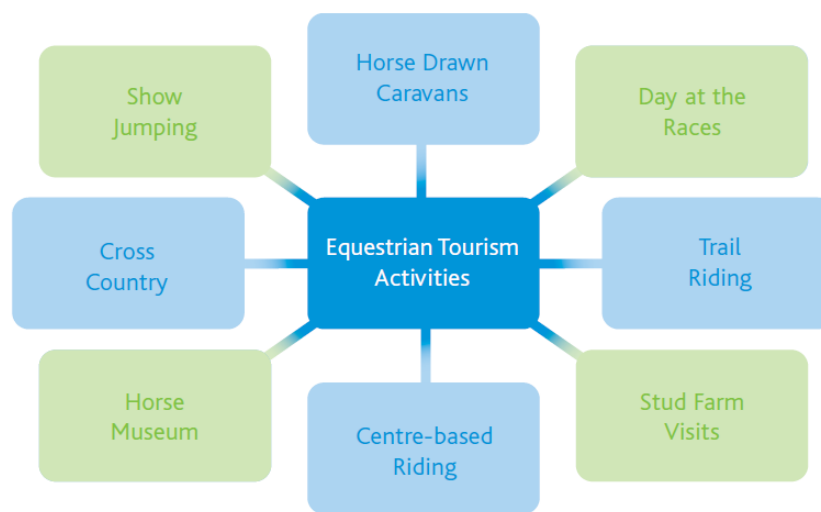 Show
Jumping
Horse Drawn
Caravans
Day at the
Races
Cross
Country
Equestrian Tourism
Activities
Trail
Riding
Horse
Museum
Centre-based
Riding
Stud Farm
Visits